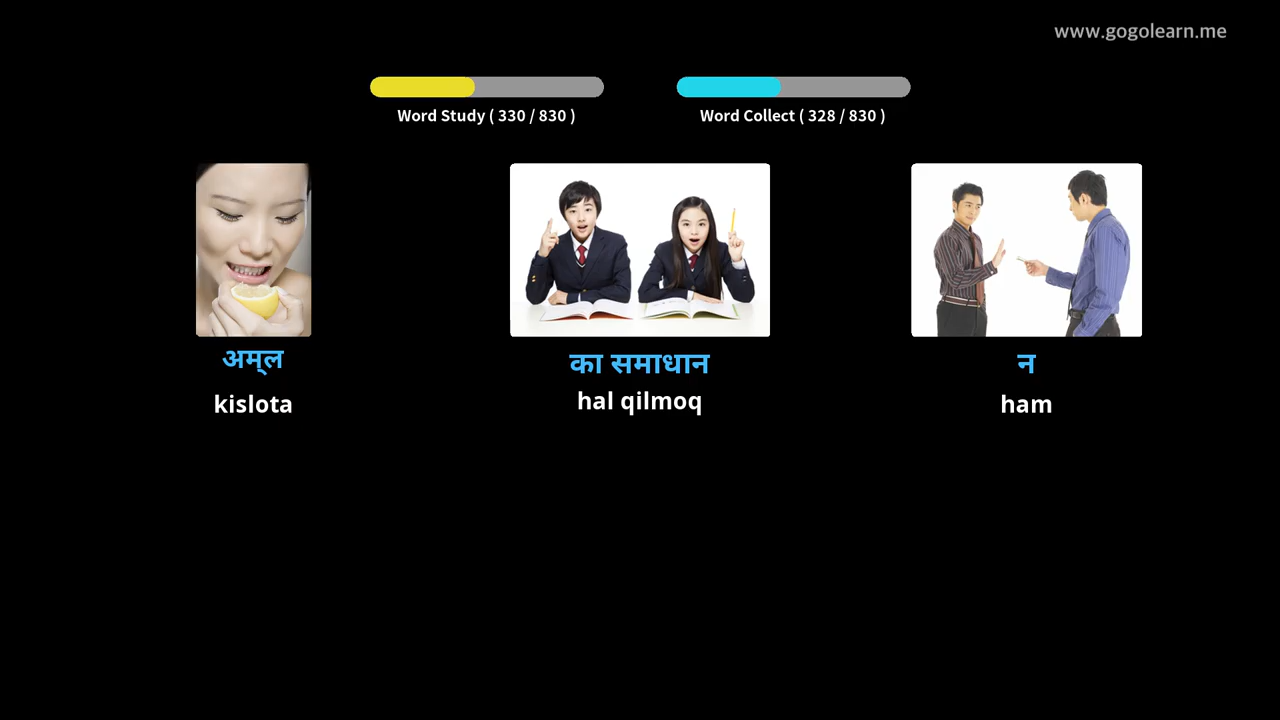 www.gogolearn.me
Word Study ( 330 / 830 )
Word Collect ( 328 / 830 )
अम्‌ल
का समाधान
न
kislota
hal qilmoq
ham